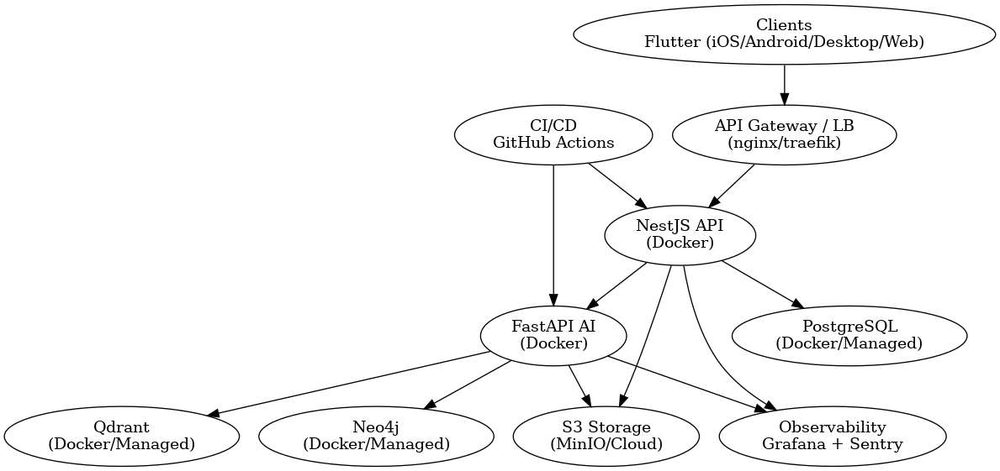 Clients
Flutter (iOS/Android/Desktop/Web)
CI/CD
GitHub Actions
API Gateway / LB
(nginx/traefik)
NestJS API
(Docker)
FastAPI AI
(Docker)
PostgreSQL
(Docker/Managed)
Qdrant
(Docker/Managed)
Neo4j
(Docker/Managed)
S3 Storage
(MinIO/Cloud)
Observability
Grafana + Sentry